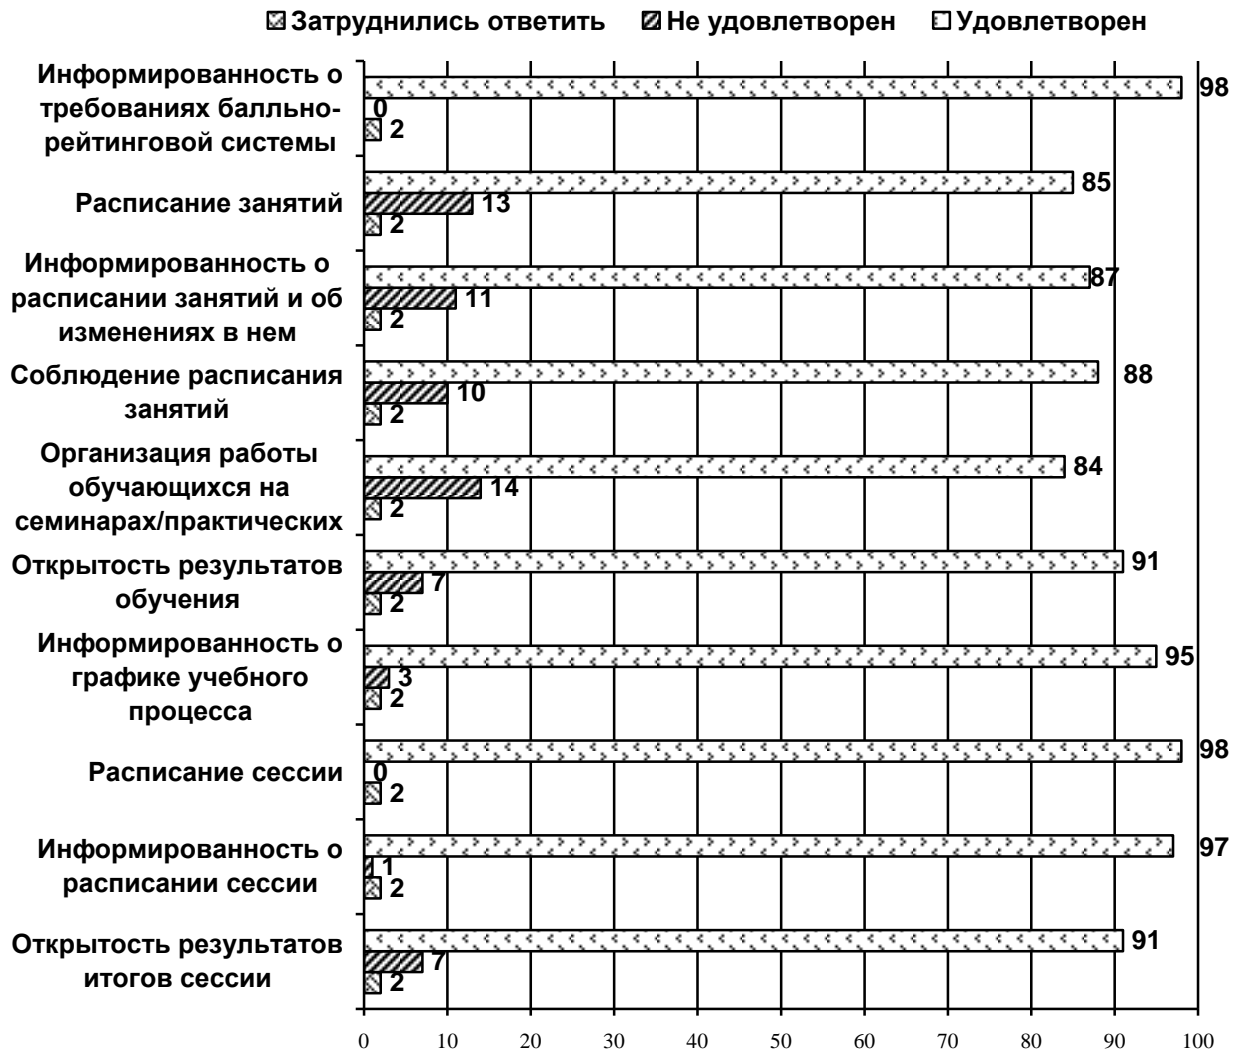 Затруднились ответить Не удовлетворен Удовлетворен
Информированность о
требованиях балльно-
рейтинговой системы
98
0
2
Расписание занятий
85
13
2
Информированность о
расписании занятий и об
изменениях в нем
87
11
2
Соблюдение расписания
занятий
88
10
2
Организация работы
обучающихся на
семинарах/практических
84
14
2
Открытость результатов
обучения
91
7
2
Информированность о
графике учебного
процесса
95
3
2
Расписание сессии
98
0
2
Информированность о
расписании сессии
97
1
2
Открытость результатов
итогов сессии
91
7
2
0 10 20 30 40 50 60 70 80 90 100